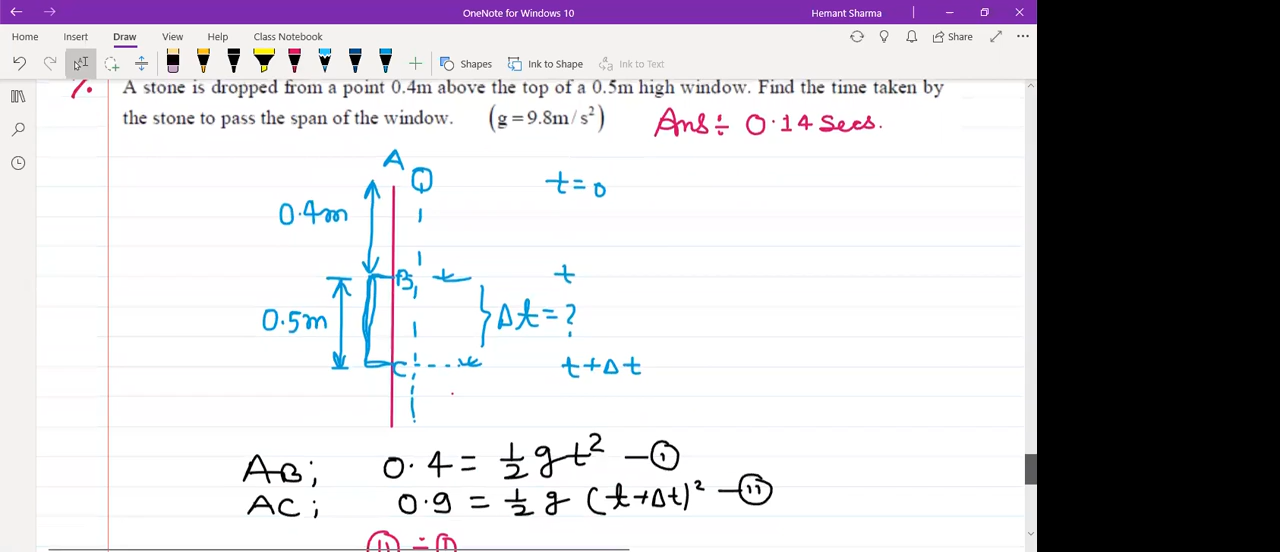 OneNote for Windows 10
Hemant Sharma
Home Insert Draw View Help Class Notebook
Share
Shapes Ink to Shape Ink to Text
7. A stone is dropped from a point 0.4m above the top of a 0.5m high window. Find the time taken by
the stone to pass the span of the window. (g = 9.8m/s²) Ans ÷ 0.14 secs.
A
t = 0
0.4m
B t
0.5m Δt = ?
C t + Δt
AB; 0.4 = ½ gt² — (i)
AC; 0.9 = ½ g (t+Δt)² — (ii)
(ii) ÷ (i)